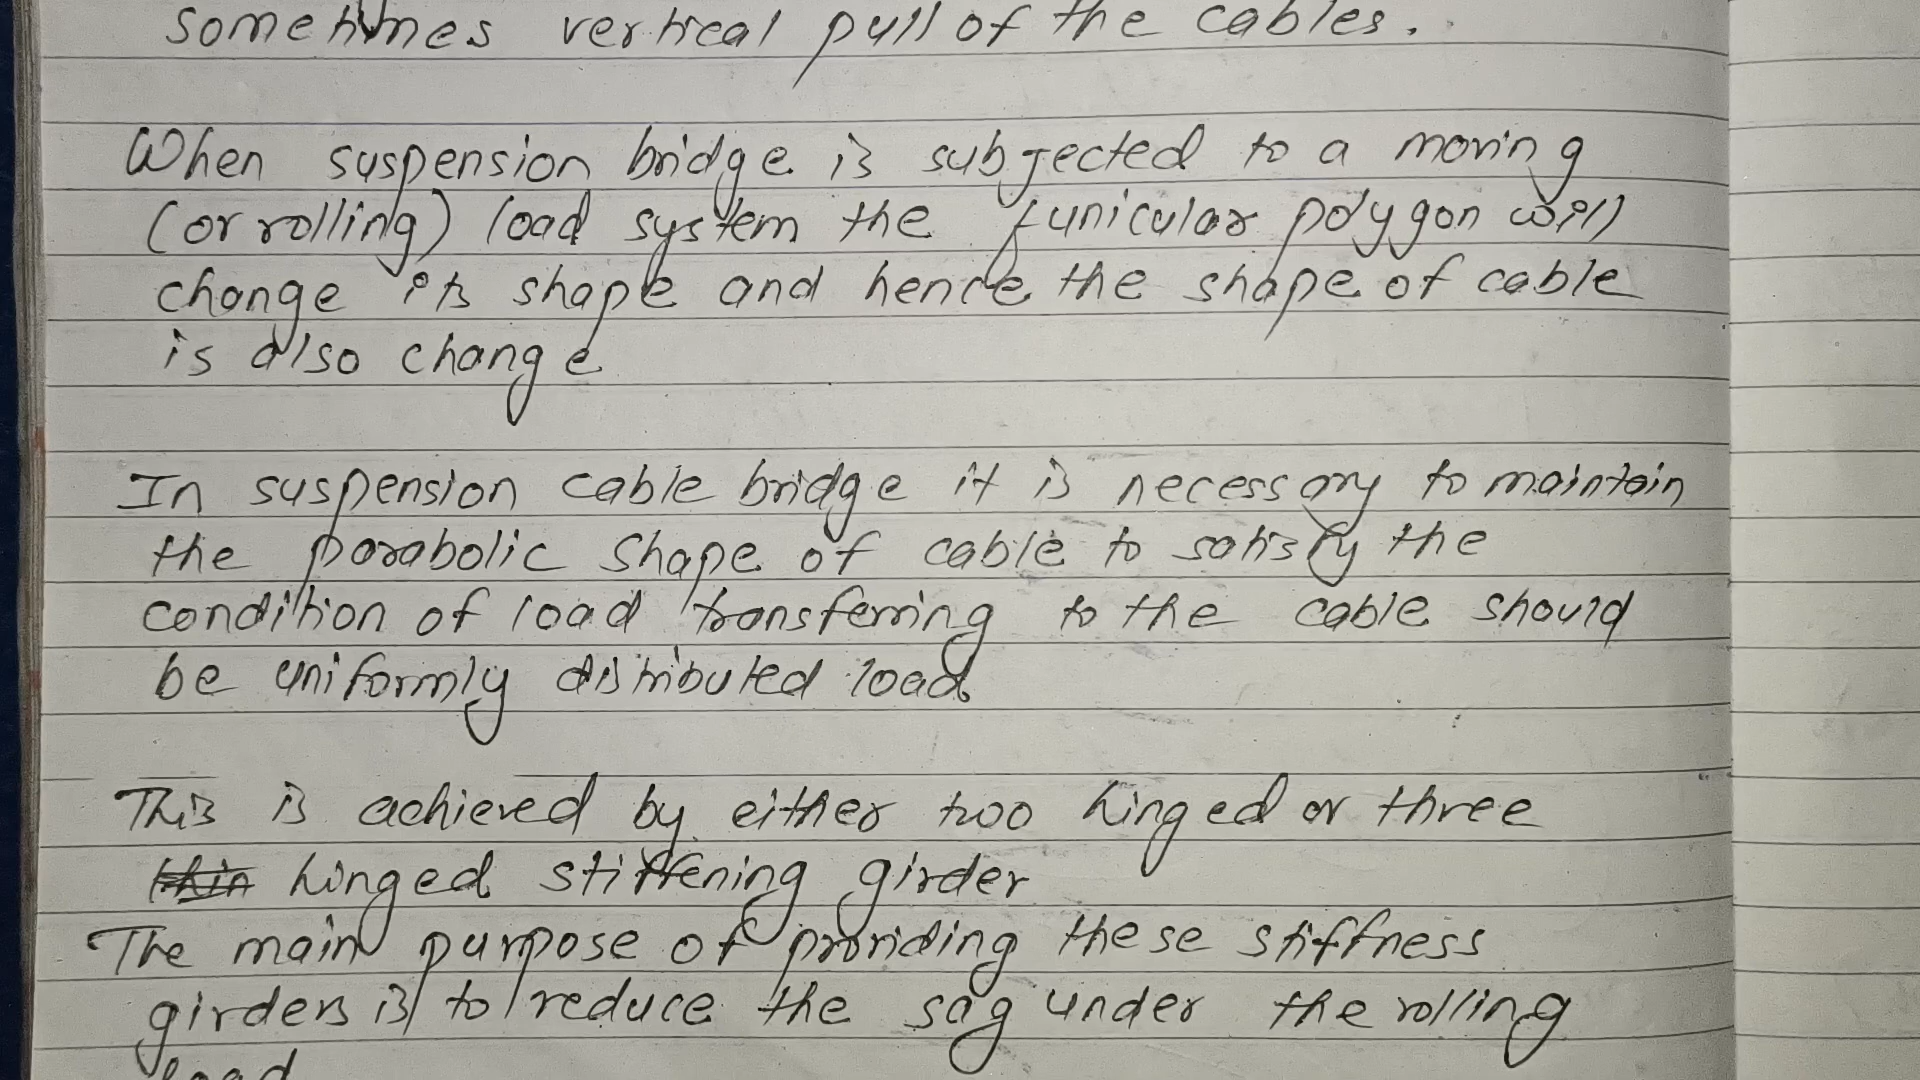 sometimes vertical pull of the cables.
When suspension bridge is subjected to a moving
(or rolling) load system the funicular polygon will
change its shape and hence the shape of cable
is also change
In suspension cable bridge it is necessary to maintain
the parabolic shape of cable to satisfy the
condition of load transferring to the cable should
be uniformly distributed load
This is achieved by either two hinged or three
hinged stiffening girder
The main purpose of providing these stiffness
girders is to reduce the sag under the rolling
load